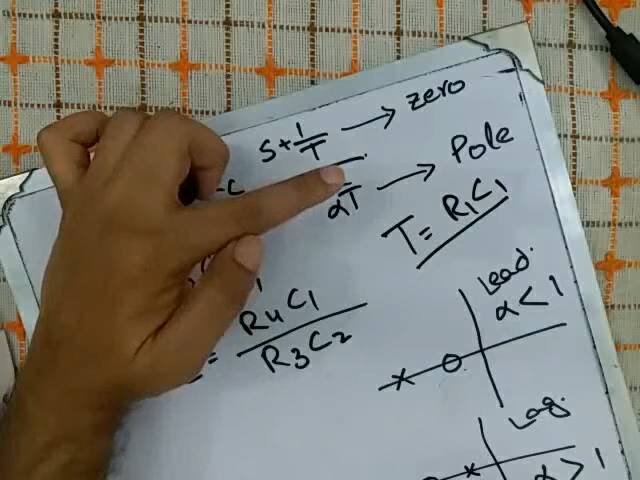 s + 1/T → zero
αT → Pole
T = R1C1
R4C1
= R3C2
Lead.
α < 1
Lag.
α > 1